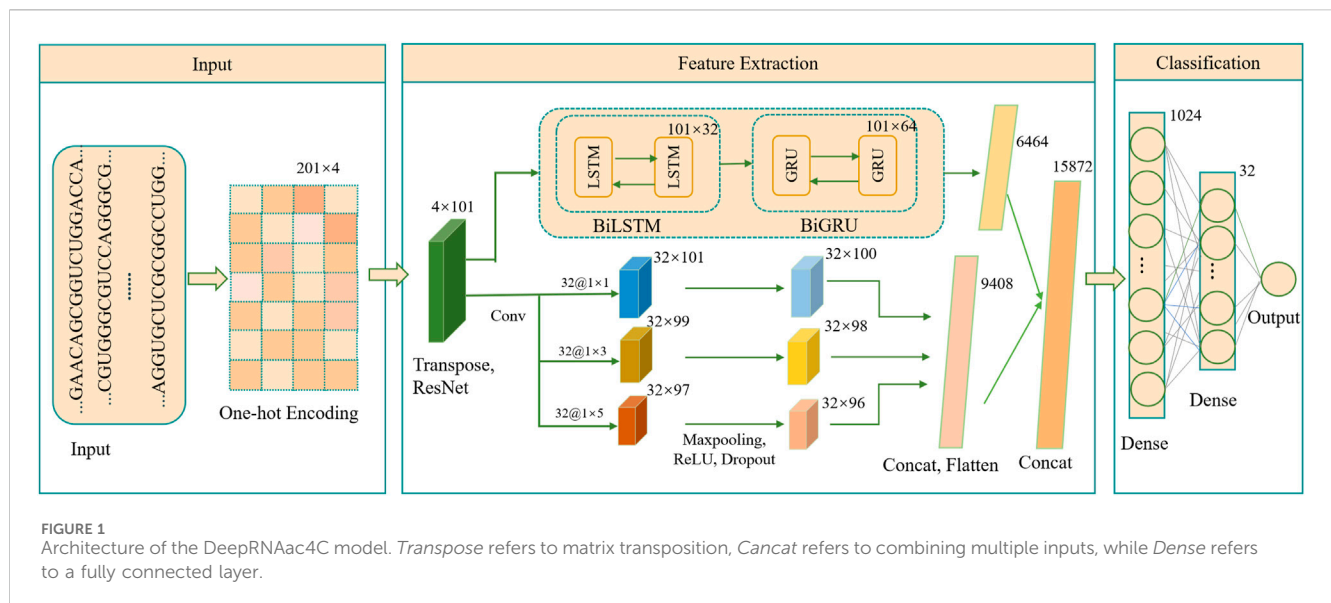 Input
Feature Extraction
Classification
...GAACAGCGGUCUGGACCA...
...CGUGGGCGUCCAGGGCG...
......
...AGGUGCUCGCGGCCUGG...
Input
201×4
One-hot Encoding
4×101
Transpose,
ResNet
101×32
LSTM
LSTM
BiLSTM
101×64
GRU
GRU
BiGRU
Conv
32@1×1
32×101
32×100
32@1×3
32×99
32×98
32@1×5
32×97
32×96
Maxpooling,
ReLU, Dropout
6464
9408
Concat, Flatten
15872
Concat
1024
...
Dense
32
...
Dense
Output
FIGURE 1
Architecture of the DeepRNAac4C model. Transpose refers to matrix transposition, Cancat refers to combining multiple inputs, while Dense refers
to a fully connected layer.